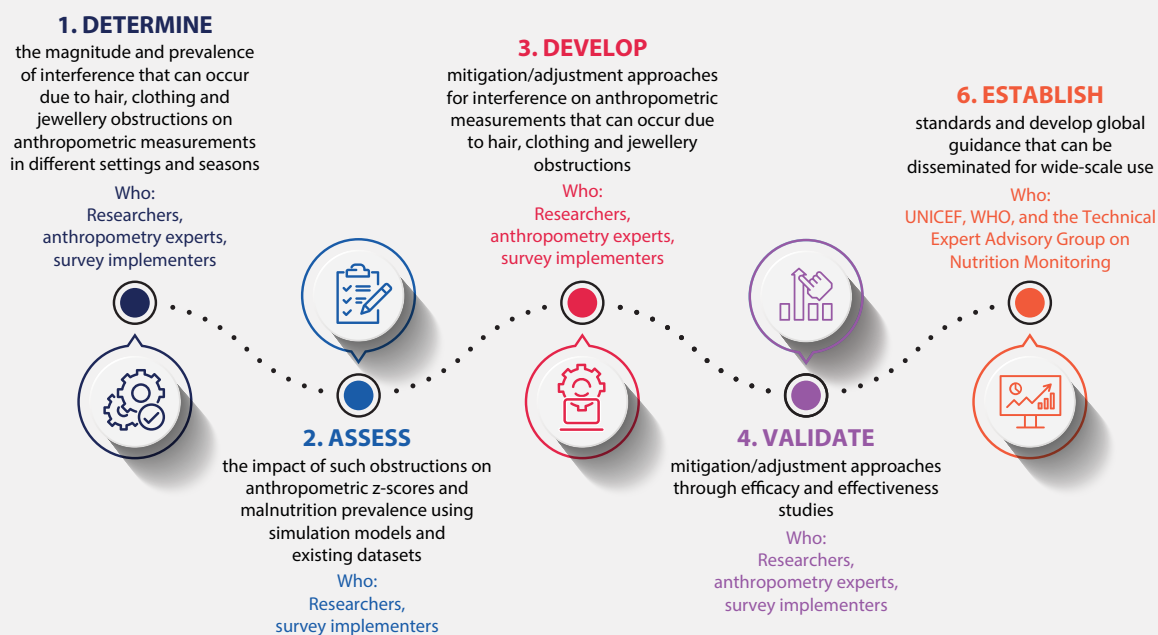 1. DETERMINE
the magnitude and prevalence
of interference that can occur
due to hair, clothing and
jewellery obstructions on
anthropometric measurements
in different settings and seasons
Who:
Researchers,
anthropometry experts,
survey implementers
2. ASSESS
the impact of such obstructions on
anthropometric z-scores and
malnutrition prevalence using
simulation models and
existing datasets
Who:
Researchers,
survey implementers
3. DEVELOP
mitigation/adjustment approaches
for interference on anthropometric
measurements that can occur due
to hair, clothing and jewellery
obstructions
Who:
Researchers,
anthropometry experts,
survey implementers
4. VALIDATE
mitigation/adjustment approaches
through efficacy and effectiveness
studies
Who:
Researchers,
anthropometry experts,
survey implementers
6. ESTABLISH
standards and develop global
guidance that can be
disseminated for wide-scale use
Who:
UNICEF, WHO, and the Technical
Expert Advisory Group on
Nutrition Monitoring